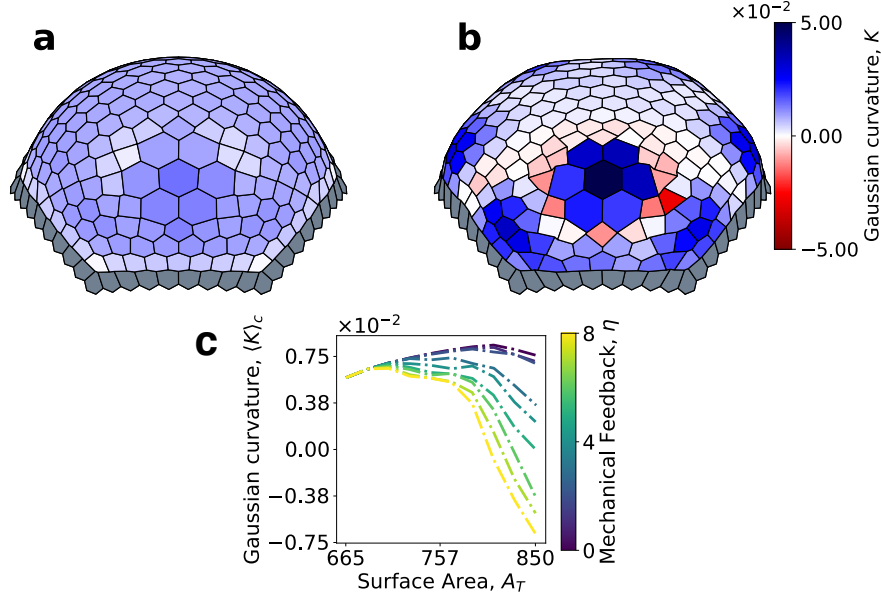 a
b
×10⁻²
5.00
0.00
−5.00
Gaussian curvature, K
c
×10⁻²
0.75
0.38
0.00
−0.38
−0.75
Gaussian curvature, ⟨K⟩c
665
757
850
Surface Area, A_T
8
4
0
Mechanical Feedback, η